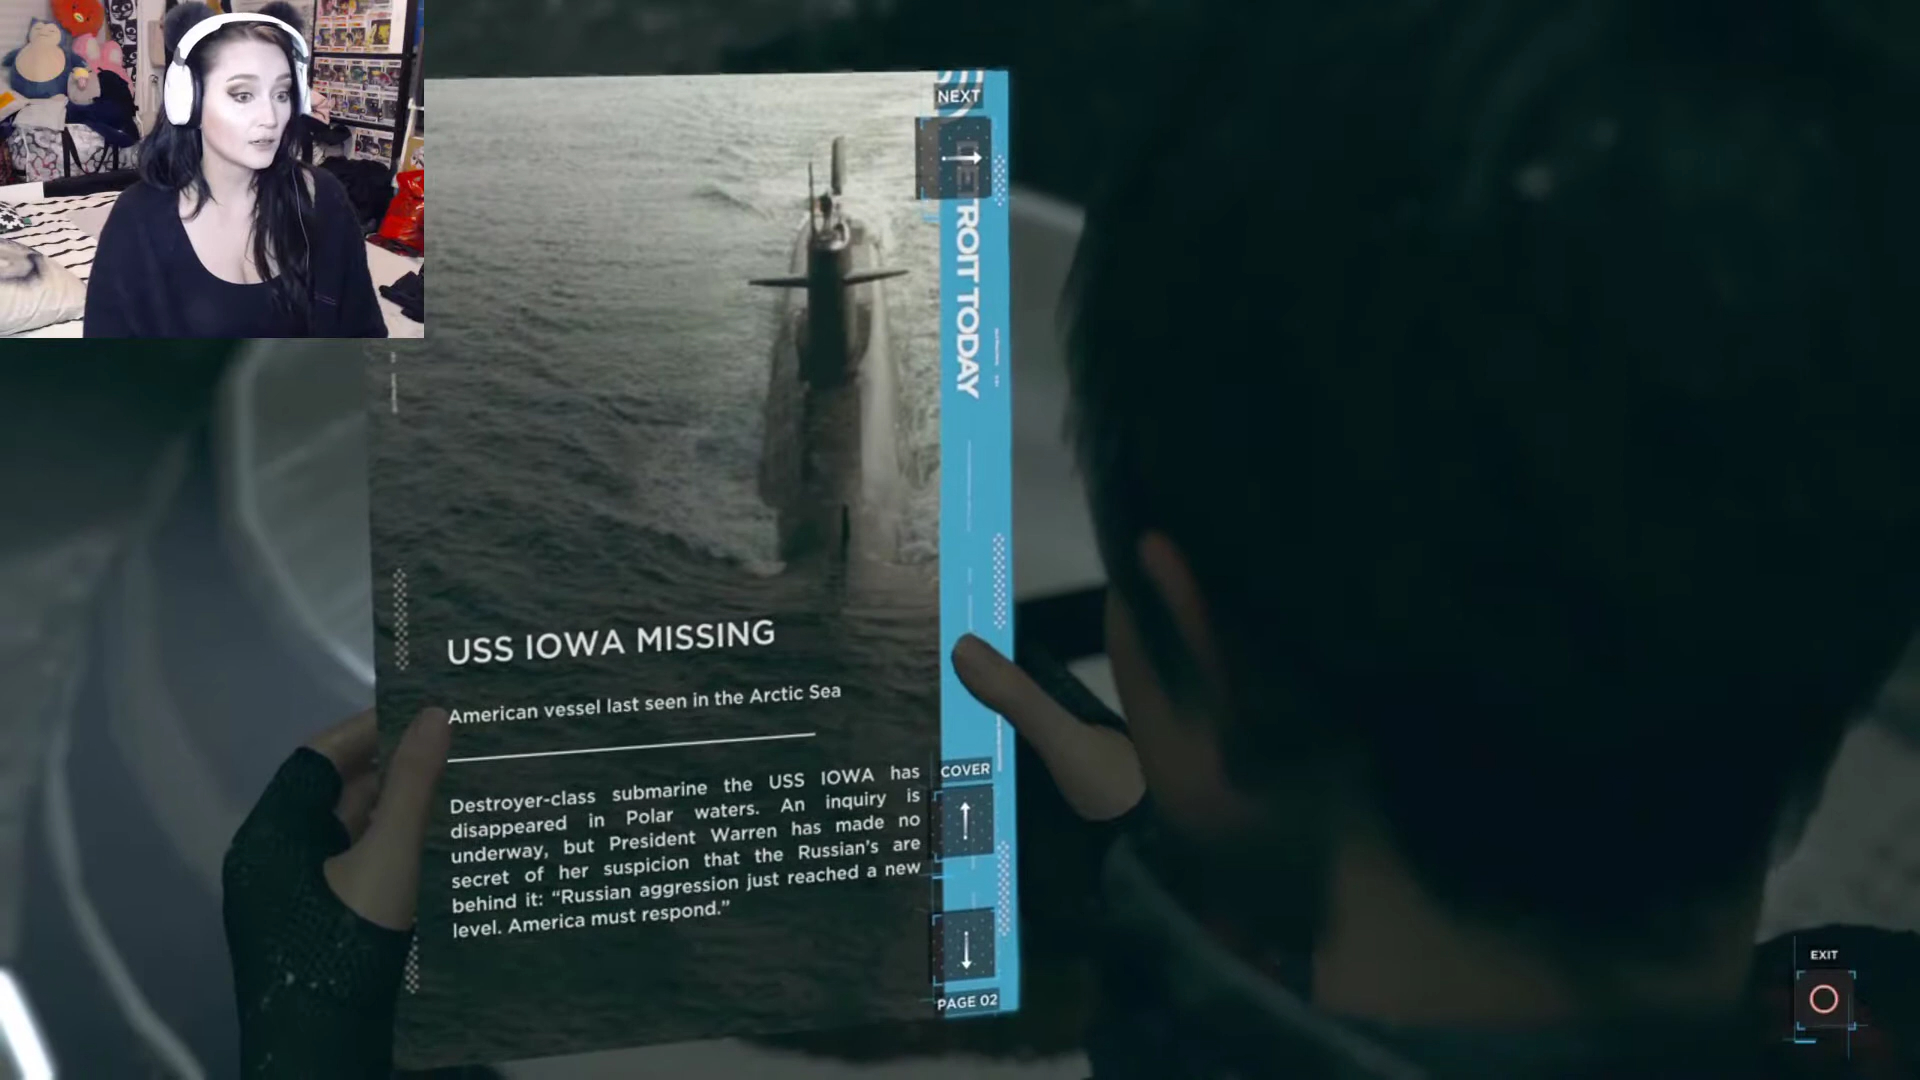 NEXT
TROIT TODAY
USS IOWA MISSING
American vessel last seen in the Arctic Sea
Destroyer-class submarine the USS IOWA has
disappeared in Polar waters. An inquiry is
underway, but President Warren has made no
secret of her suspicion that the Russian's are
behind it: “Russian aggression just reached a new
level. America must respond.”
COVER
PAGE 02
EXIT